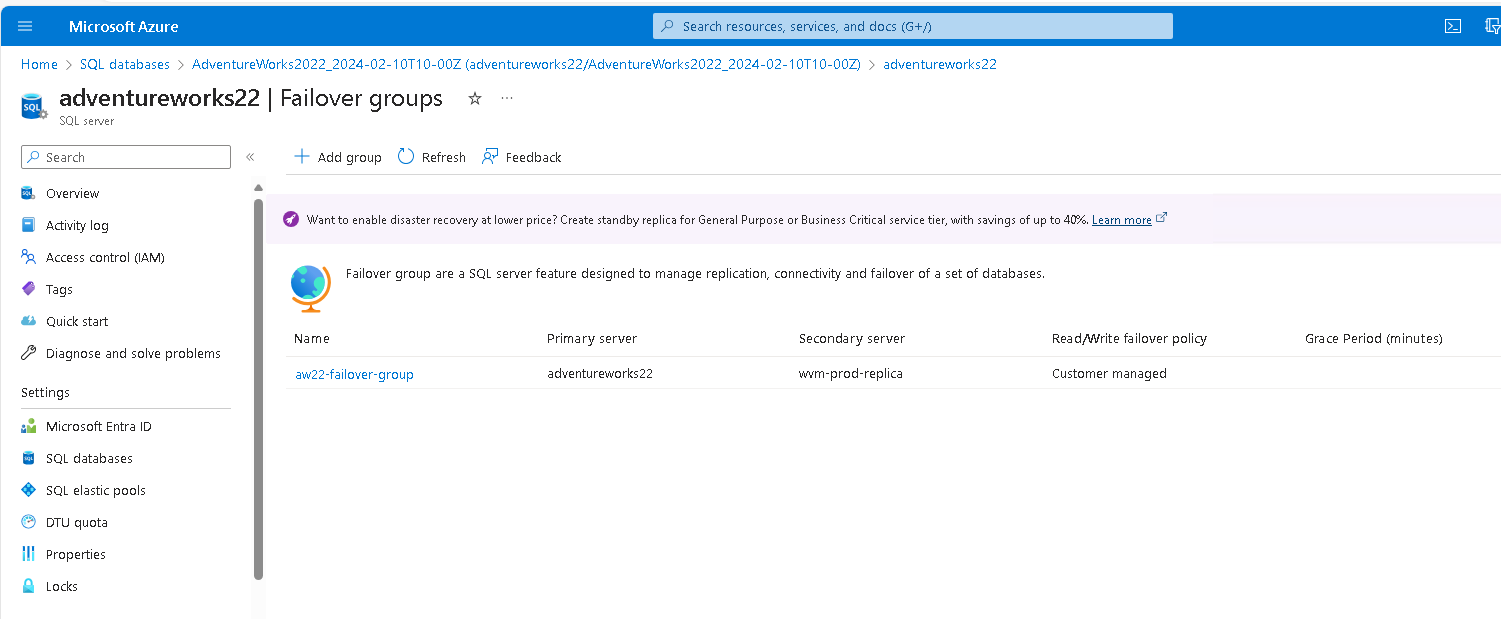 Microsoft Azure
Search resources, services, and docs (G+/)
Home > SQL databases > AdventureWorks2022_2024-02-10T10-00Z (adventureworks22/AdventureWorks2022_2024-02-10T10-00Z) > adventureworks22
SQL
adventureworks22 | Failover groups
SQL server
Search
Add group
Refresh
Feedback
Overview
Activity log
Access control (IAM)
Tags
Quick start
Diagnose and solve problems
Settings
Microsoft Entra ID
SQL databases
SQL elastic pools
DTU quota
Properties
Locks
Want to enable disaster recovery at lower price? Create standby replica for General Purpose or Business Critical service tier, with savings of up to 40%. Learn more
Failover group are a SQL server feature designed to manage replication, connectivity and failover of a set of databases.
Name Primary server Secondary server Read/Write failover policy Grace Period (minutes)
aw22-failover-group adventureworks22 wvm-prod-replica Customer managed